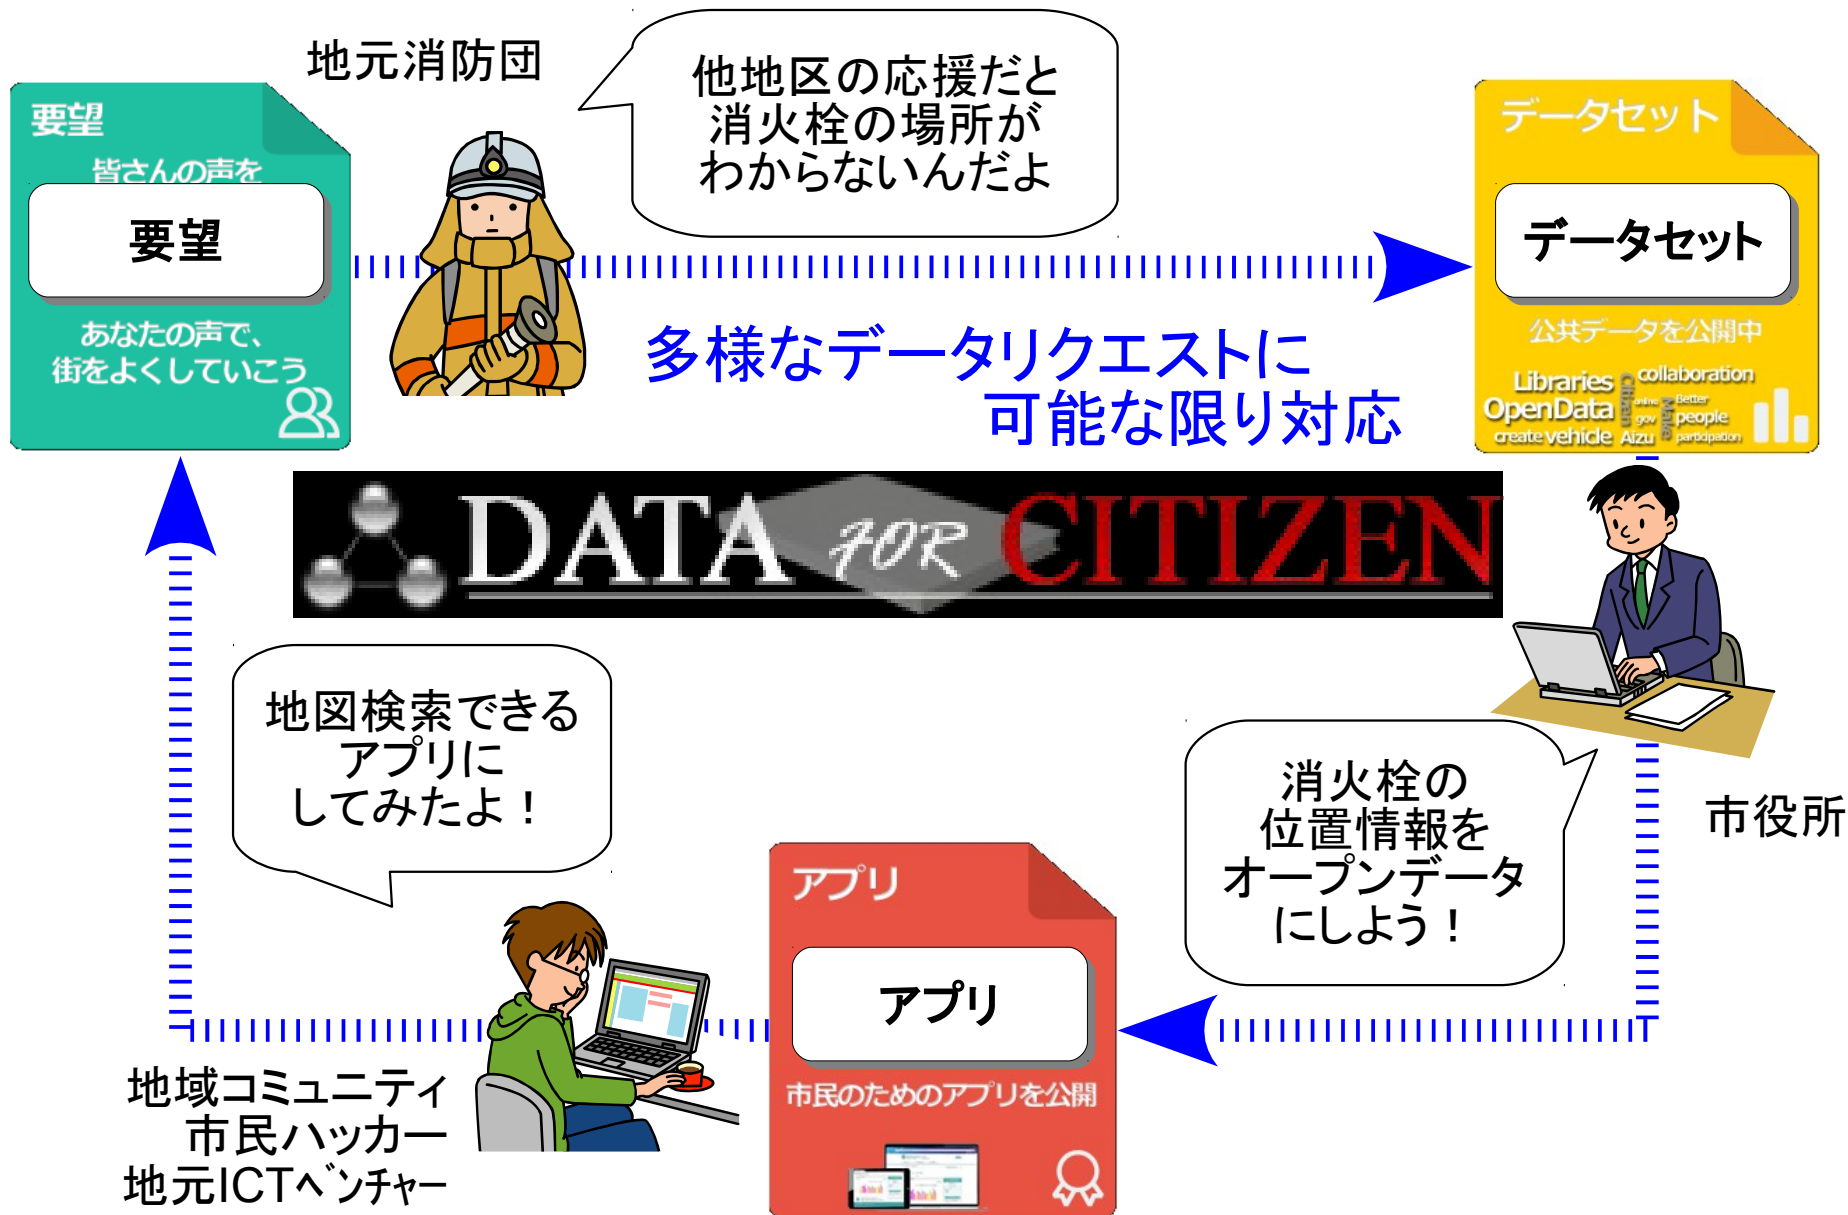 地元消防団
他地区の応援だと
消火栓の場所が
わからないんだよ
要望
皆さんの声を
要望
あなたの声で、
街をよくしていこう
データセット
データセット
公共データを公開中
Libraries
Citizen
collaboration
OpenData
online
Better
gov
Make
people
create vehicle
Aizu
participation
多様なデータリクエストに
可能な限り対応
DATA FOR CITIZEN
地図検索できる
アプリに
してみたよ！
消火栓の
位置情報を
オープンデータ
にしよう！
市役所
アプリ
アプリ
市民のためのアプリを公開
地域コミュニティ
市民ハッカー
地元ICTベンチャー